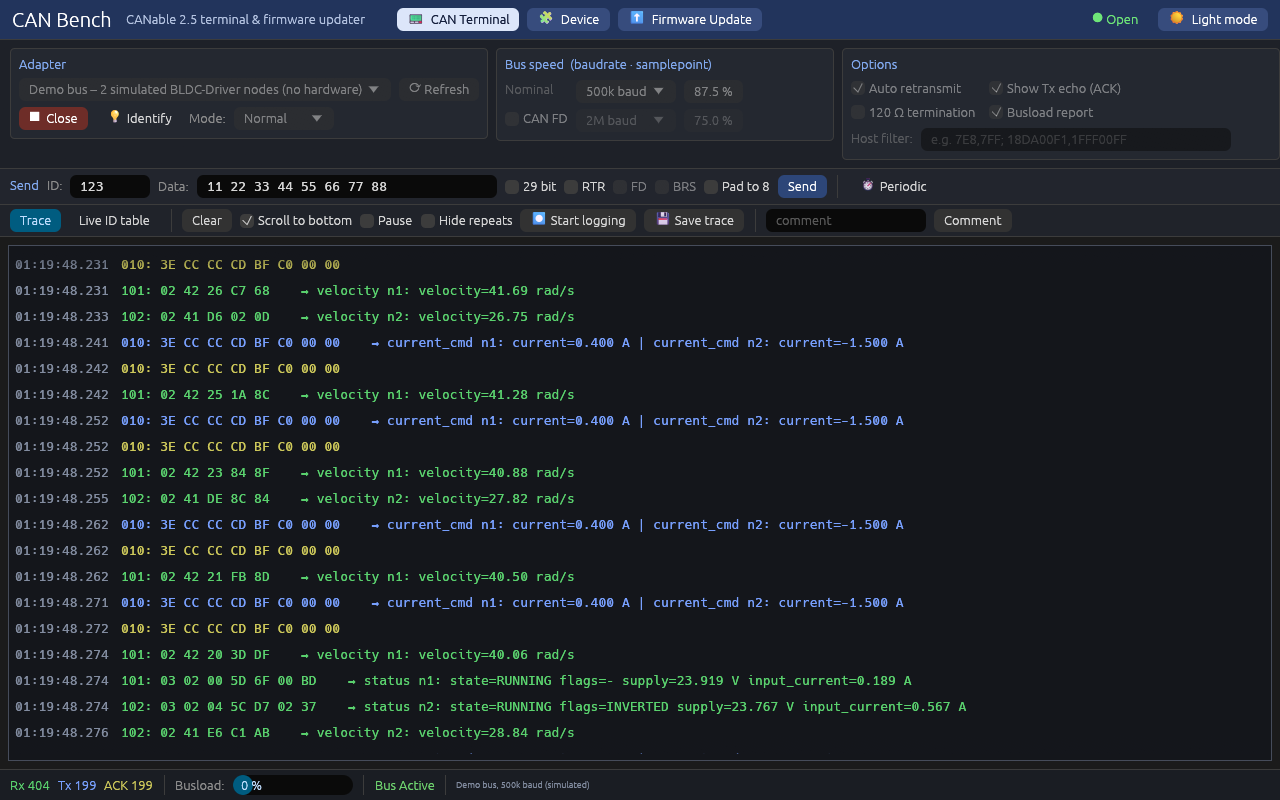 CAN Bench CANable 2.5 terminal & firmware updater CAN Terminal Device Firmware Update Open Light mode
Adapter
Demo bus – 2 simulated BLDC-Driver nodes (no hardware) Refresh
Close Identify Mode: Normal
Bus speed (baudrate · samplepoint)
Nominal 500k baud 87.5 %
CAN FD 2M baud 75.0 %
Options
Auto retransmit Show Tx echo (ACK)
120 Ω termination Busload report
Host filter: e.g. 7E8,7FF; 18DA00F1,1FFF00FF
Send ID: 123 Data: 11 22 33 44 55 66 77 88 29 bit RTR FD BRS Pad to 8 Send Periodic
Trace Live ID table Clear Scroll to bottom Pause Hide repeats Start logging Save trace comment Comment
01:19:48.231 010: 3E CC CC CD BF C0 00 00
01:19:48.231 101: 02 42 26 C7 68 → velocity n1: velocity=41.69 rad/s
01:19:48.233 102: 02 41 D6 02 0D → velocity n2: velocity=26.75 rad/s
01:19:48.241 010: 3E CC CC CD BF C0 00 00 → current_cmd n1: current=0.400 A | current_cmd n2: current=-1.500 A
01:19:48.242 010: 3E CC CC CD BF C0 00 00
01:19:48.242 101: 02 42 25 1A 8C → velocity n1: velocity=41.28 rad/s
01:19:48.252 010: 3E CC CC CD BF C0 00 00 → current_cmd n1: current=0.400 A | current_cmd n2: current=-1.500 A
01:19:48.252 010: 3E CC CC CD BF C0 00 00
01:19:48.252 101: 02 42 23 84 8F → velocity n1: velocity=40.88 rad/s
01:19:48.255 102: 02 41 DE 8C 84 → velocity n2: velocity=27.82 rad/s
01:19:48.262 010: 3E CC CC CD BF C0 00 00 → current_cmd n1: current=0.400 A | current_cmd n2: current=-1.500 A
01:19:48.262 010: 3E CC CC CD BF C0 00 00
01:19:48.262 101: 02 42 21 FB 8D → velocity n1: velocity=40.50 rad/s
01:19:48.271 010: 3E CC CC CD BF C0 00 00 → current_cmd n1: current=0.400 A | current_cmd n2: current=-1.500 A
01:19:48.272 010: 3E CC CC CD BF C0 00 00
01:19:48.274 101: 02 42 20 3D DF → velocity n1: velocity=40.06 rad/s
01:19:48.274 101: 03 02 00 5D 6F 00 BD → status n1: state=RUNNING flags=- supply=23.919 V input_current=0.189 A
01:19:48.274 102: 03 02 04 5C D7 02 37 → status n2: state=RUNNING flags=INVERTED supply=23.767 V input_current=0.567 A
01:19:48.276 102: 02 41 E6 C1 AB → velocity n2: velocity=28.84 rad/s
Rx 404 Tx 199 ACK 199 Busload: 0 % Bus Active Demo bus, 500k baud (simulated)